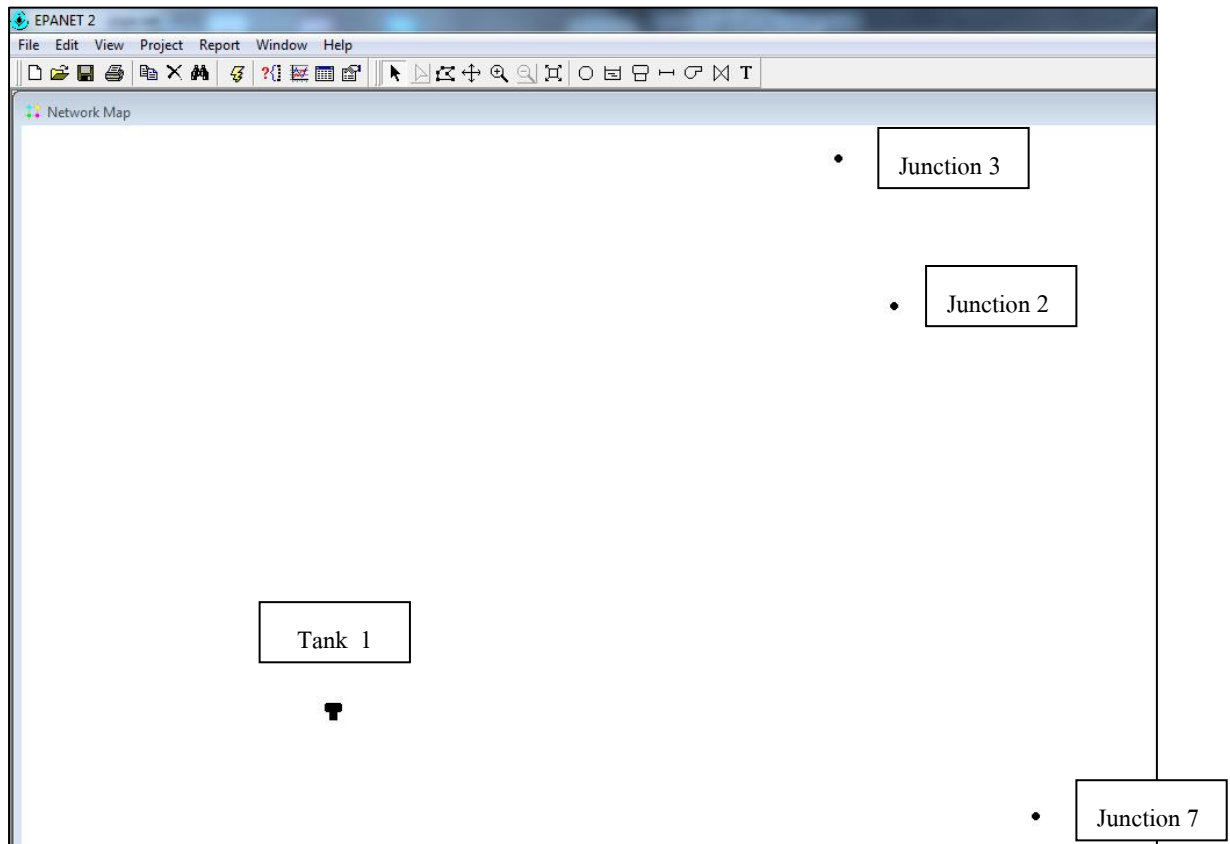 EPANET 2
File Edit View Project Report Window Help
T
Network Map
Junction 3
Junction 2
Tank 1
Junction 7